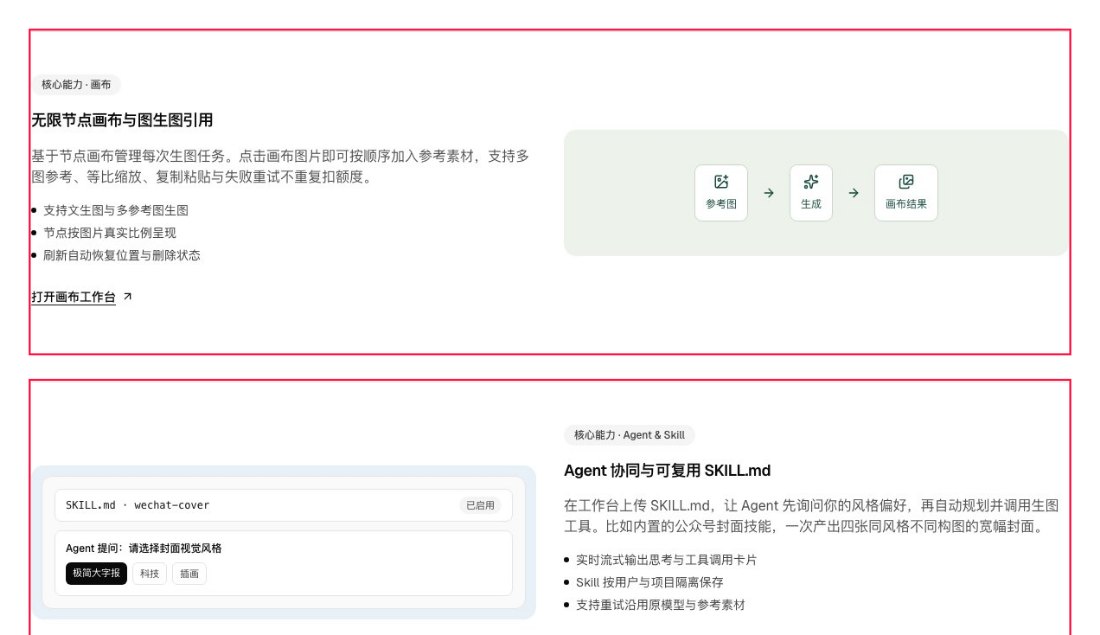 核心能力 · 画布
无限节点画布与图生图引用
基于节点画布管理每次生图任务。点击画布图片即可按顺序加入参考素材，支持多
图参考、等比缩放、复制粘贴与失败重试不重复扣额度。
支持文生图与多参考图生图
节点按图片真实比例呈现
刷新自动恢复位置与删除状态
打开画布工作台
参考图
生成
画布结果
SKILL.md · wechat-cover
已启用
Agent 提问：请选择封面视觉风格
极简大字报
科技
插画
核心能力 · Agent & Skill
Agent 协同与可复用 SKILL.md
在工作台上传 SKILL.md，让 Agent 先询问你的风格偏好，再自动规划并调用生图
工具。比如内置的公众号封面技能，一次产出四张同风格不同构图的宽幅封面。
实时流式输出思考与工具调用卡片
Skill 按用户与项目隔离保存
支持重试沿用原模型与参考素材